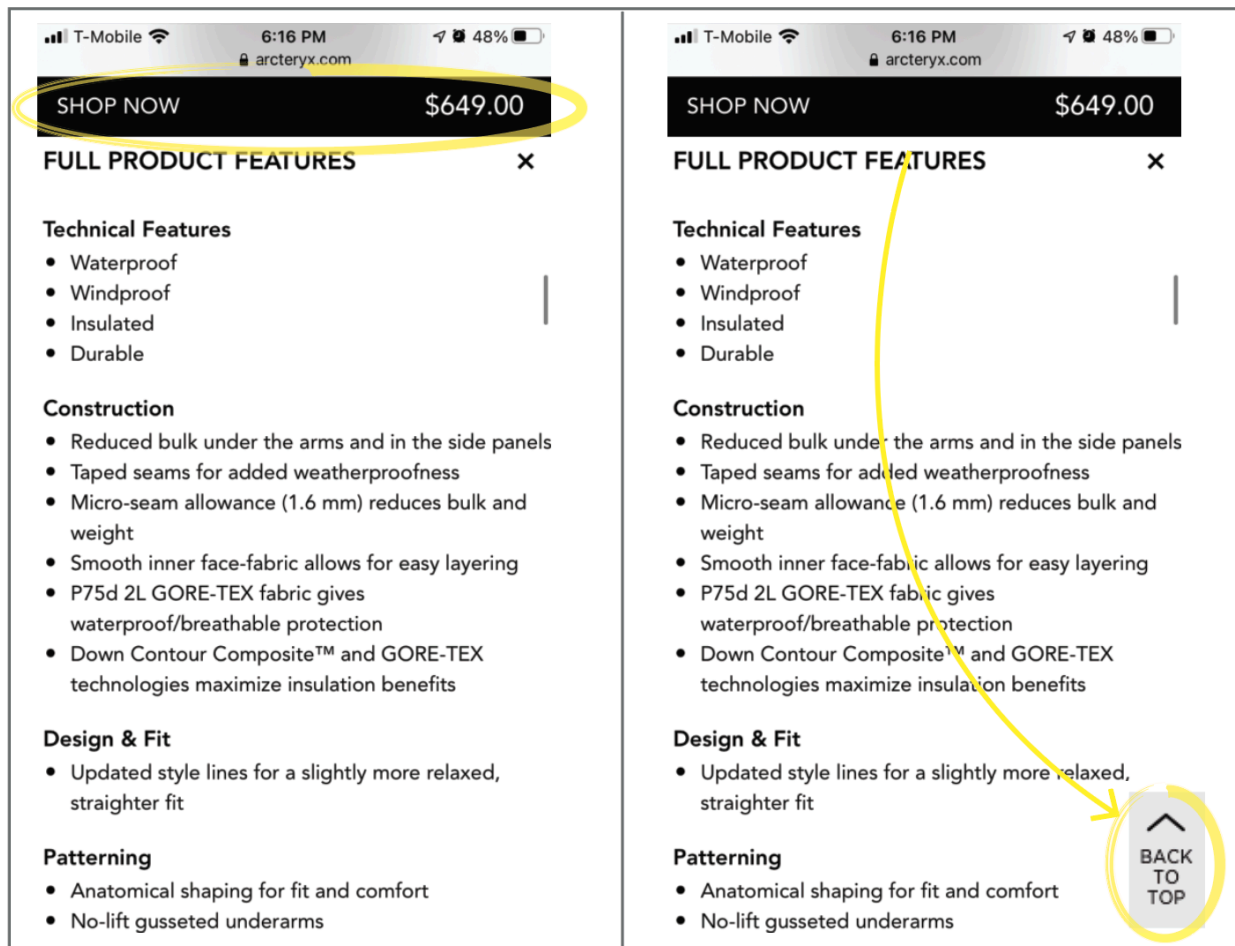 T-Mobile 6:16 PM 48%
arcteryx.com
SHOP NOW $649.00
FULL PRODUCT FEATURES ×
Technical Features
• Waterproof
• Windproof
• Insulated
• Durable
Construction
• Reduced bulk under the arms and in the side panels
• Taped seams for added weatherproofness
• Micro-seam allowance (1.6 mm) reduces bulk and
weight
• Smooth inner face-fabric allows for easy layering
• P75d 2L GORE-TEX fabric gives
waterproof/breathable protection
• Down Contour Composite™ and GORE-TEX
technologies maximize insulation benefits
Design & Fit
• Updated style lines for a slightly more relaxed,
straighter fit
Patterning
• Anatomical shaping for fit and comfort
• No-lift gusseted underarms
T-Mobile 6:16 PM 48%
arcteryx.com
SHOP NOW $649.00
FULL PRODUCT FEATURES ×
Technical Features
• Waterproof
• Windproof
• Insulated
• Durable
Construction
• Reduced bulk under the arms and in the side panels
• Taped seams for added weatherproofness
• Micro-seam allowance (1.6 mm) reduces bulk and
weight
• Smooth inner face-fabric allows for easy layering
• P75d 2L GORE-TEX fabric gives
waterproof/breathable protection
• Down Contour Composite™ and GORE-TEX
technologies maximize insulation benefits
Design & Fit
• Updated style lines for a slightly more relaxed,
straighter fit
Patterning
• Anatomical shaping for fit and comfort
• No-lift gusseted underarms
BACK
TO
TOP